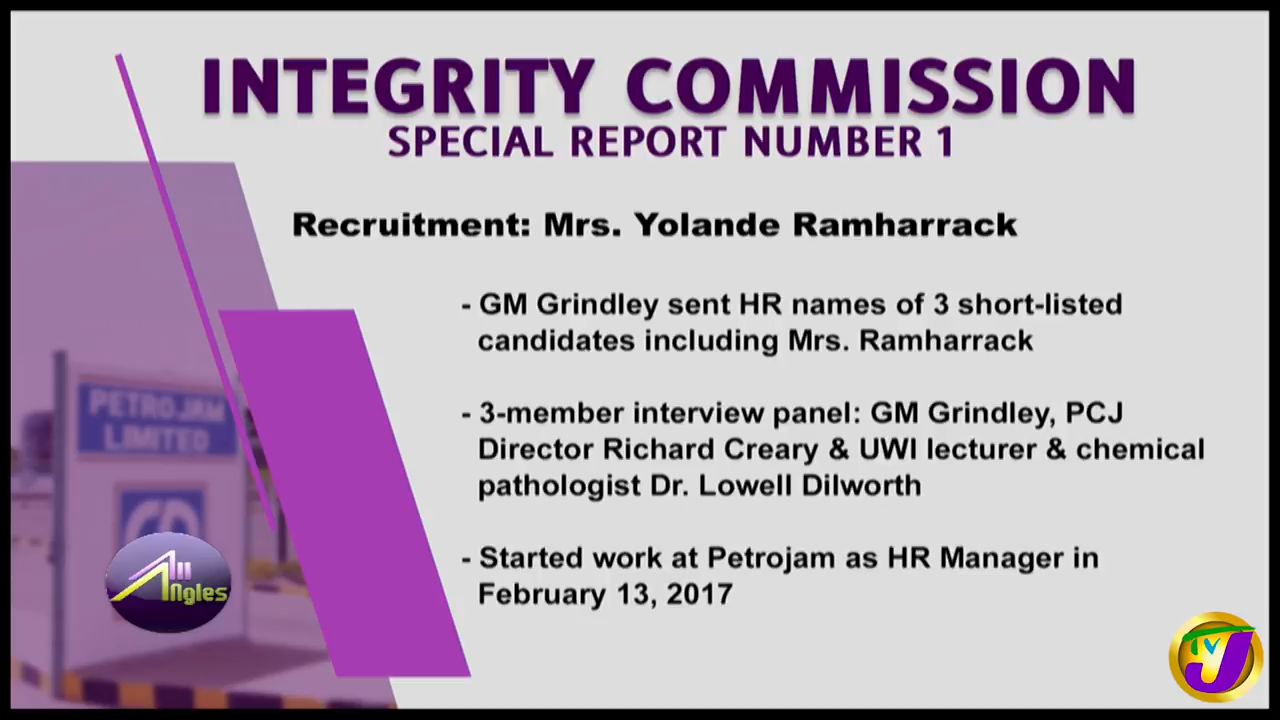 INTEGRITY COMMISSION
SPECIAL REPORT NUMBER 1
Recruitment: Mrs. Yolande Ramharrack
- GM Grindley sent HR names of 3 short-listed
candidates including Mrs. Ramharrack
- 3-member interview panel: GM Grindley, PCJ
Director Richard Creary & UWI lecturer & chemical
pathologist Dr. Lowell Dilworth
- Started work at Petrojam as HR Manager in
February 13, 2017
PETROJAM
LIMITED
All
Angles
TVJ